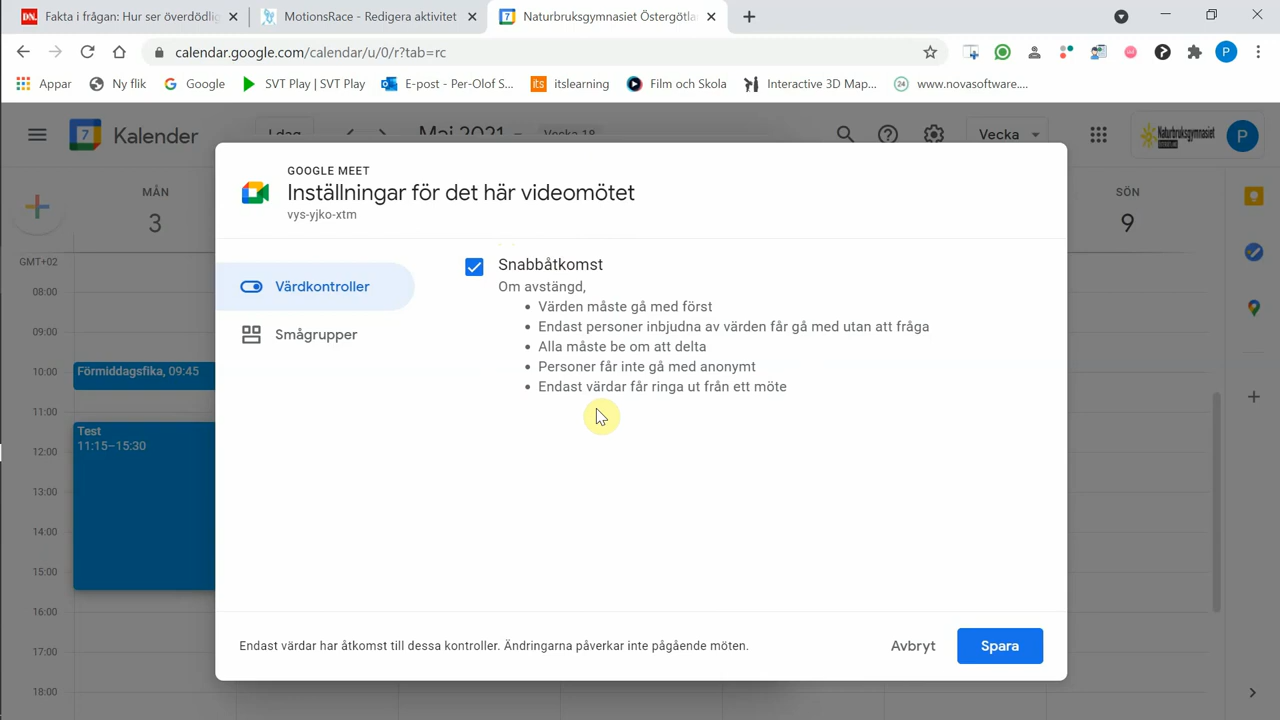 Fakta i frågan: Hur ser överdödlig
MotionsRace - Redigera aktivitet
Naturbruksgymnasiet Östergötla
calendar.google.com/calendar/u/0/r?tab=rc
P
Appar
Ny flik
Google
SVT Play | SVT Play
E-post - Per-Olof S...
itslearning
Film och Skola
Interactive 3D Map...
www.novasoftware....
7
Kalender
I dag
Maj 2021
Vecka 18
Vecka
Naturbruksgymnasiet
P
MÅN
3
SÖN
9
GMT+02
08:00
09:00
10:00
11:00
12:00
13:00
14:00
15:00
16:00
17:00
18:00
Förmiddagsfika, 09:45
Test
11:15–15:30
GOOGLE MEET
Inställningar för det här videomötet
vys-yjko-xtm
Värdkontroller
Smågrupper
Snabbåtkomst
Om avstängd,
• Värden måste gå med först
• Endast personer inbjudna av värden får gå med utan att fråga
• Alla måste be om att delta
• Personer får inte gå med anonymt
• Endast värdar får ringa ut från ett möte
Endast värdar har åtkomst till dessa kontroller. Ändringarna påverkar inte pågående möten.
Avbryt
Spara